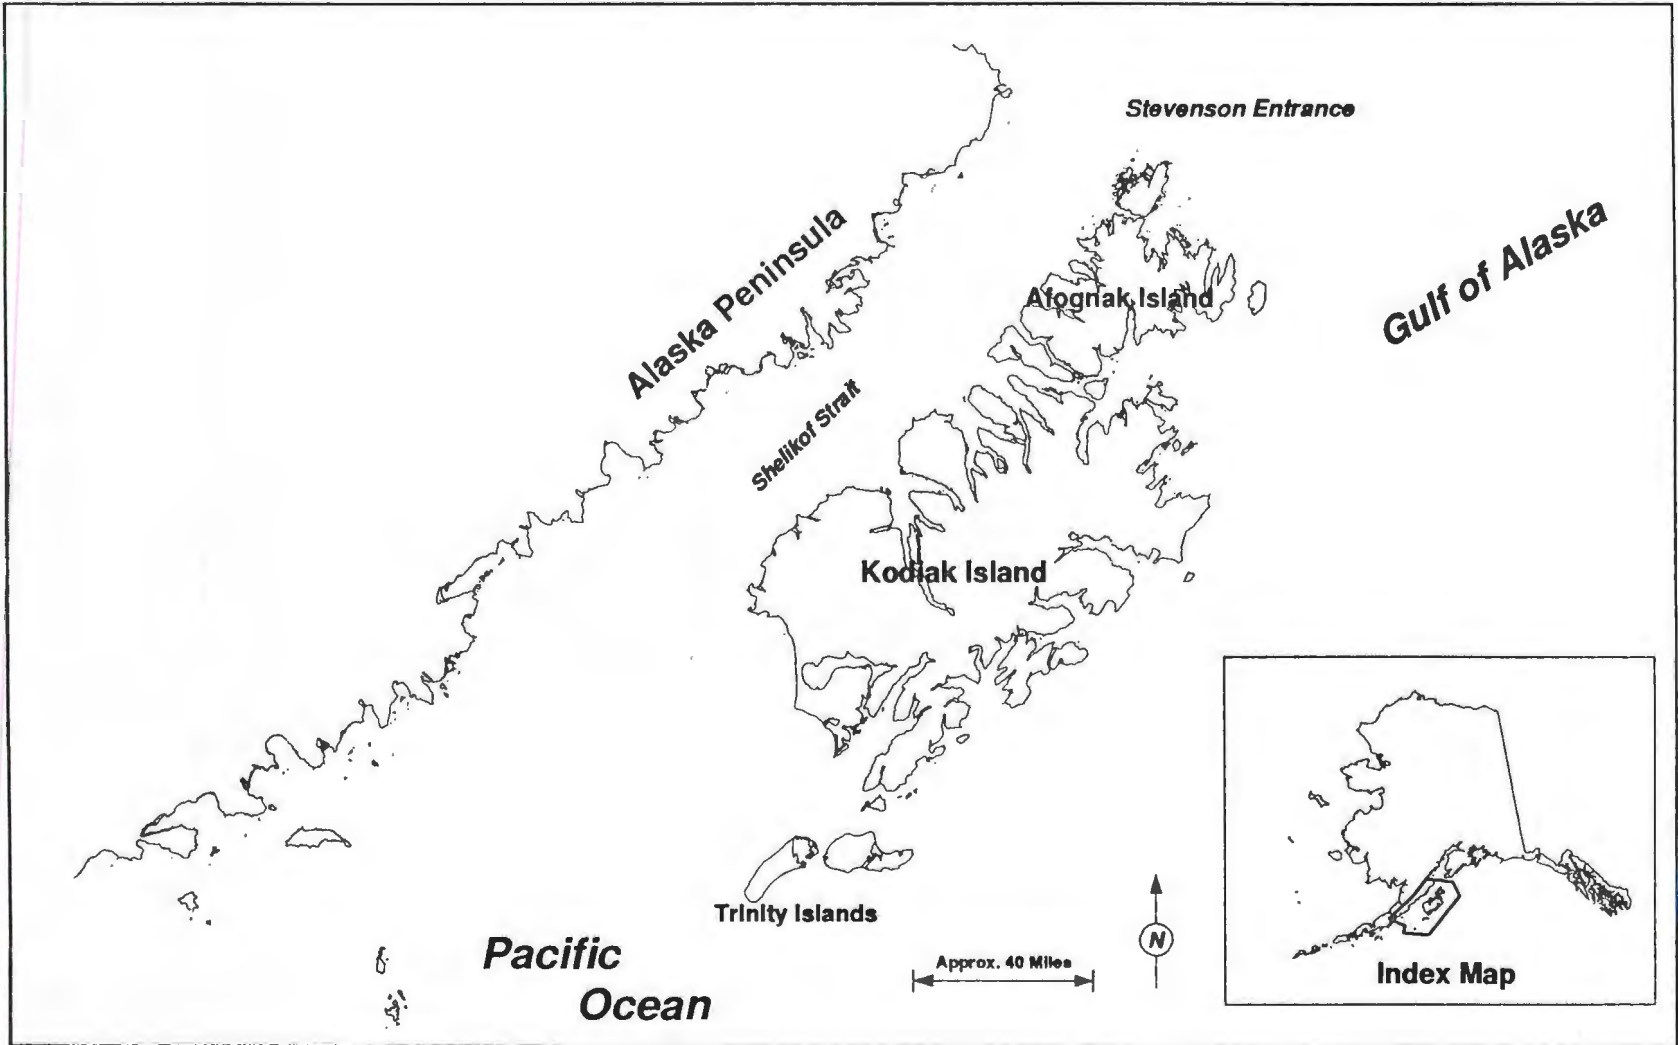 Stevenson Entrance
Gulf of Alaska
Alaska Peninsula
Afognak Island
Shelikof Strait
Kodiak Island
Trinity Islands
Pacific
Ocean
Approx. 40 Miles
N
Index Map